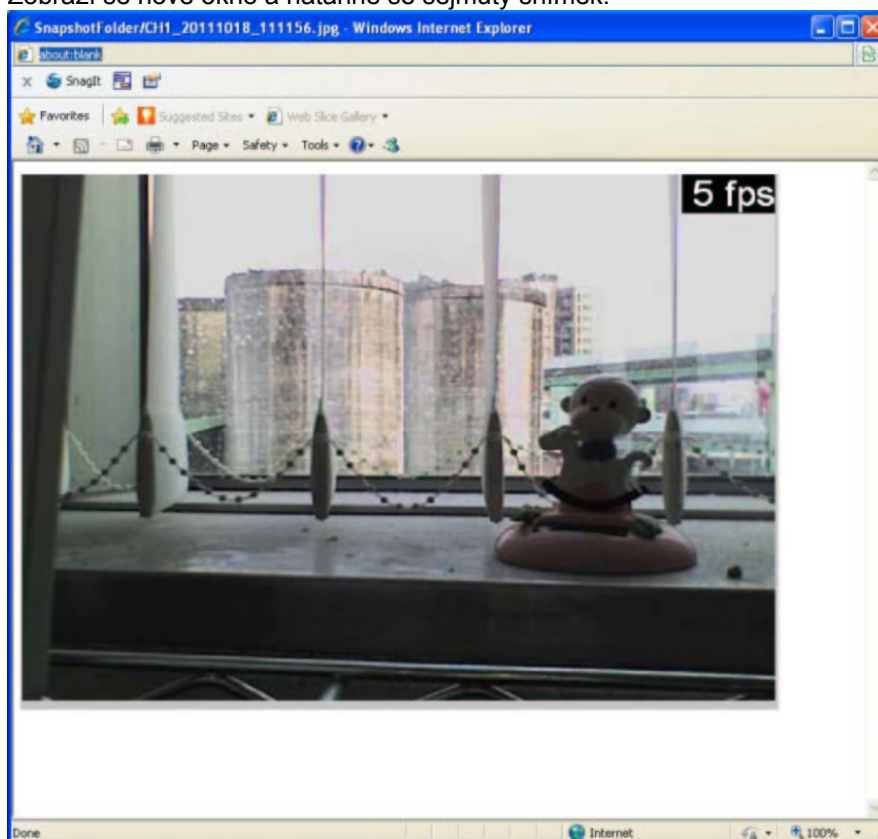 Zobrazí se nové okno a natáhne se sejmutý snímek.
SnapshotFolder/CH1_20111018_111156.jpg - Windows Internet Explorer
about:blank
x SnagIt
Favorites Suggested Sites Web Slice Gallery
Page Safety Tools
5 fps
Done Internet 100%